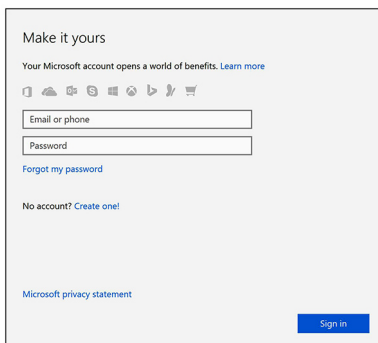 Make it yours
Your Microsoft account opens a world of benefits. Learn more
Email or phone
Password
Forgot my password
No account? Create one!
Microsoft privacy statement
Sign in